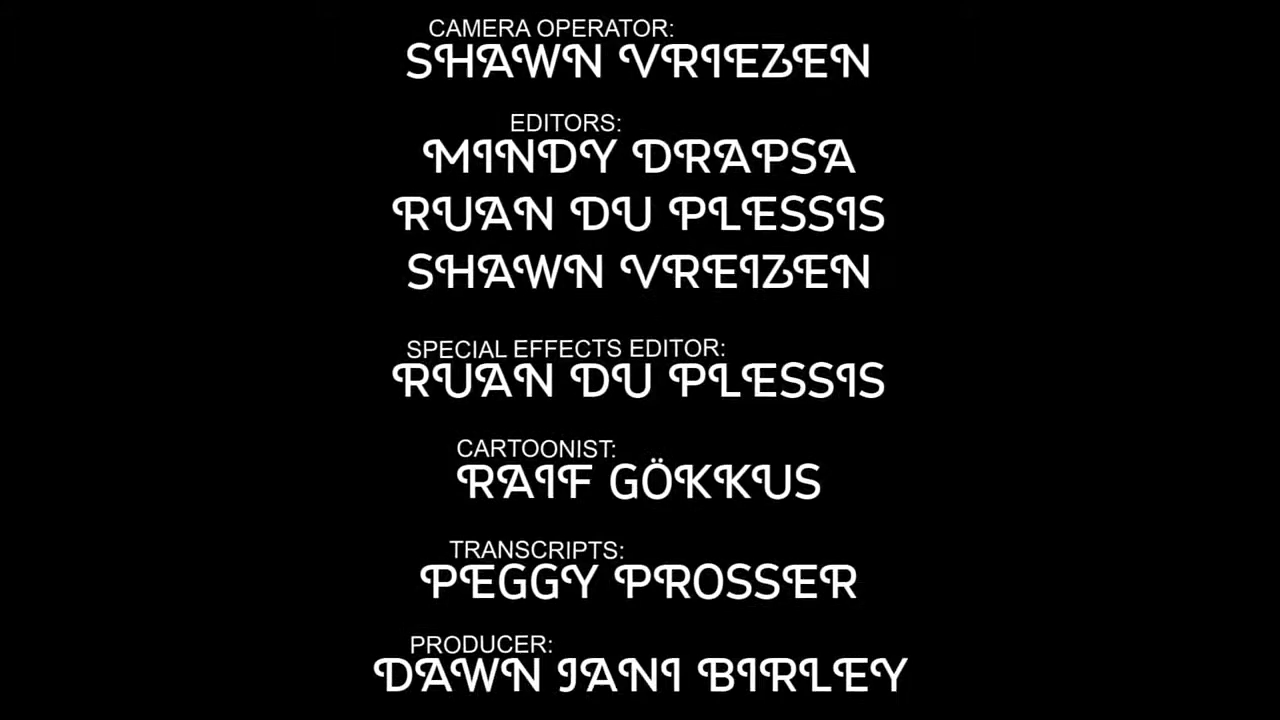 CAMERA OPERATOR:
SHAWN VRIEZEN
EDITORS:
MINDY DRAPSA
RUAN DU PLESSIS
SHAWN VREIZEN
SPECIAL EFFECTS EDITOR:
RUAN DU PLESSIS
CARTOONIST:
RAIF GÖKKUS
TRANSCRIPTS:
PEGGY PROSSER
PRODUCER:
DAWN JANI BIRLEY